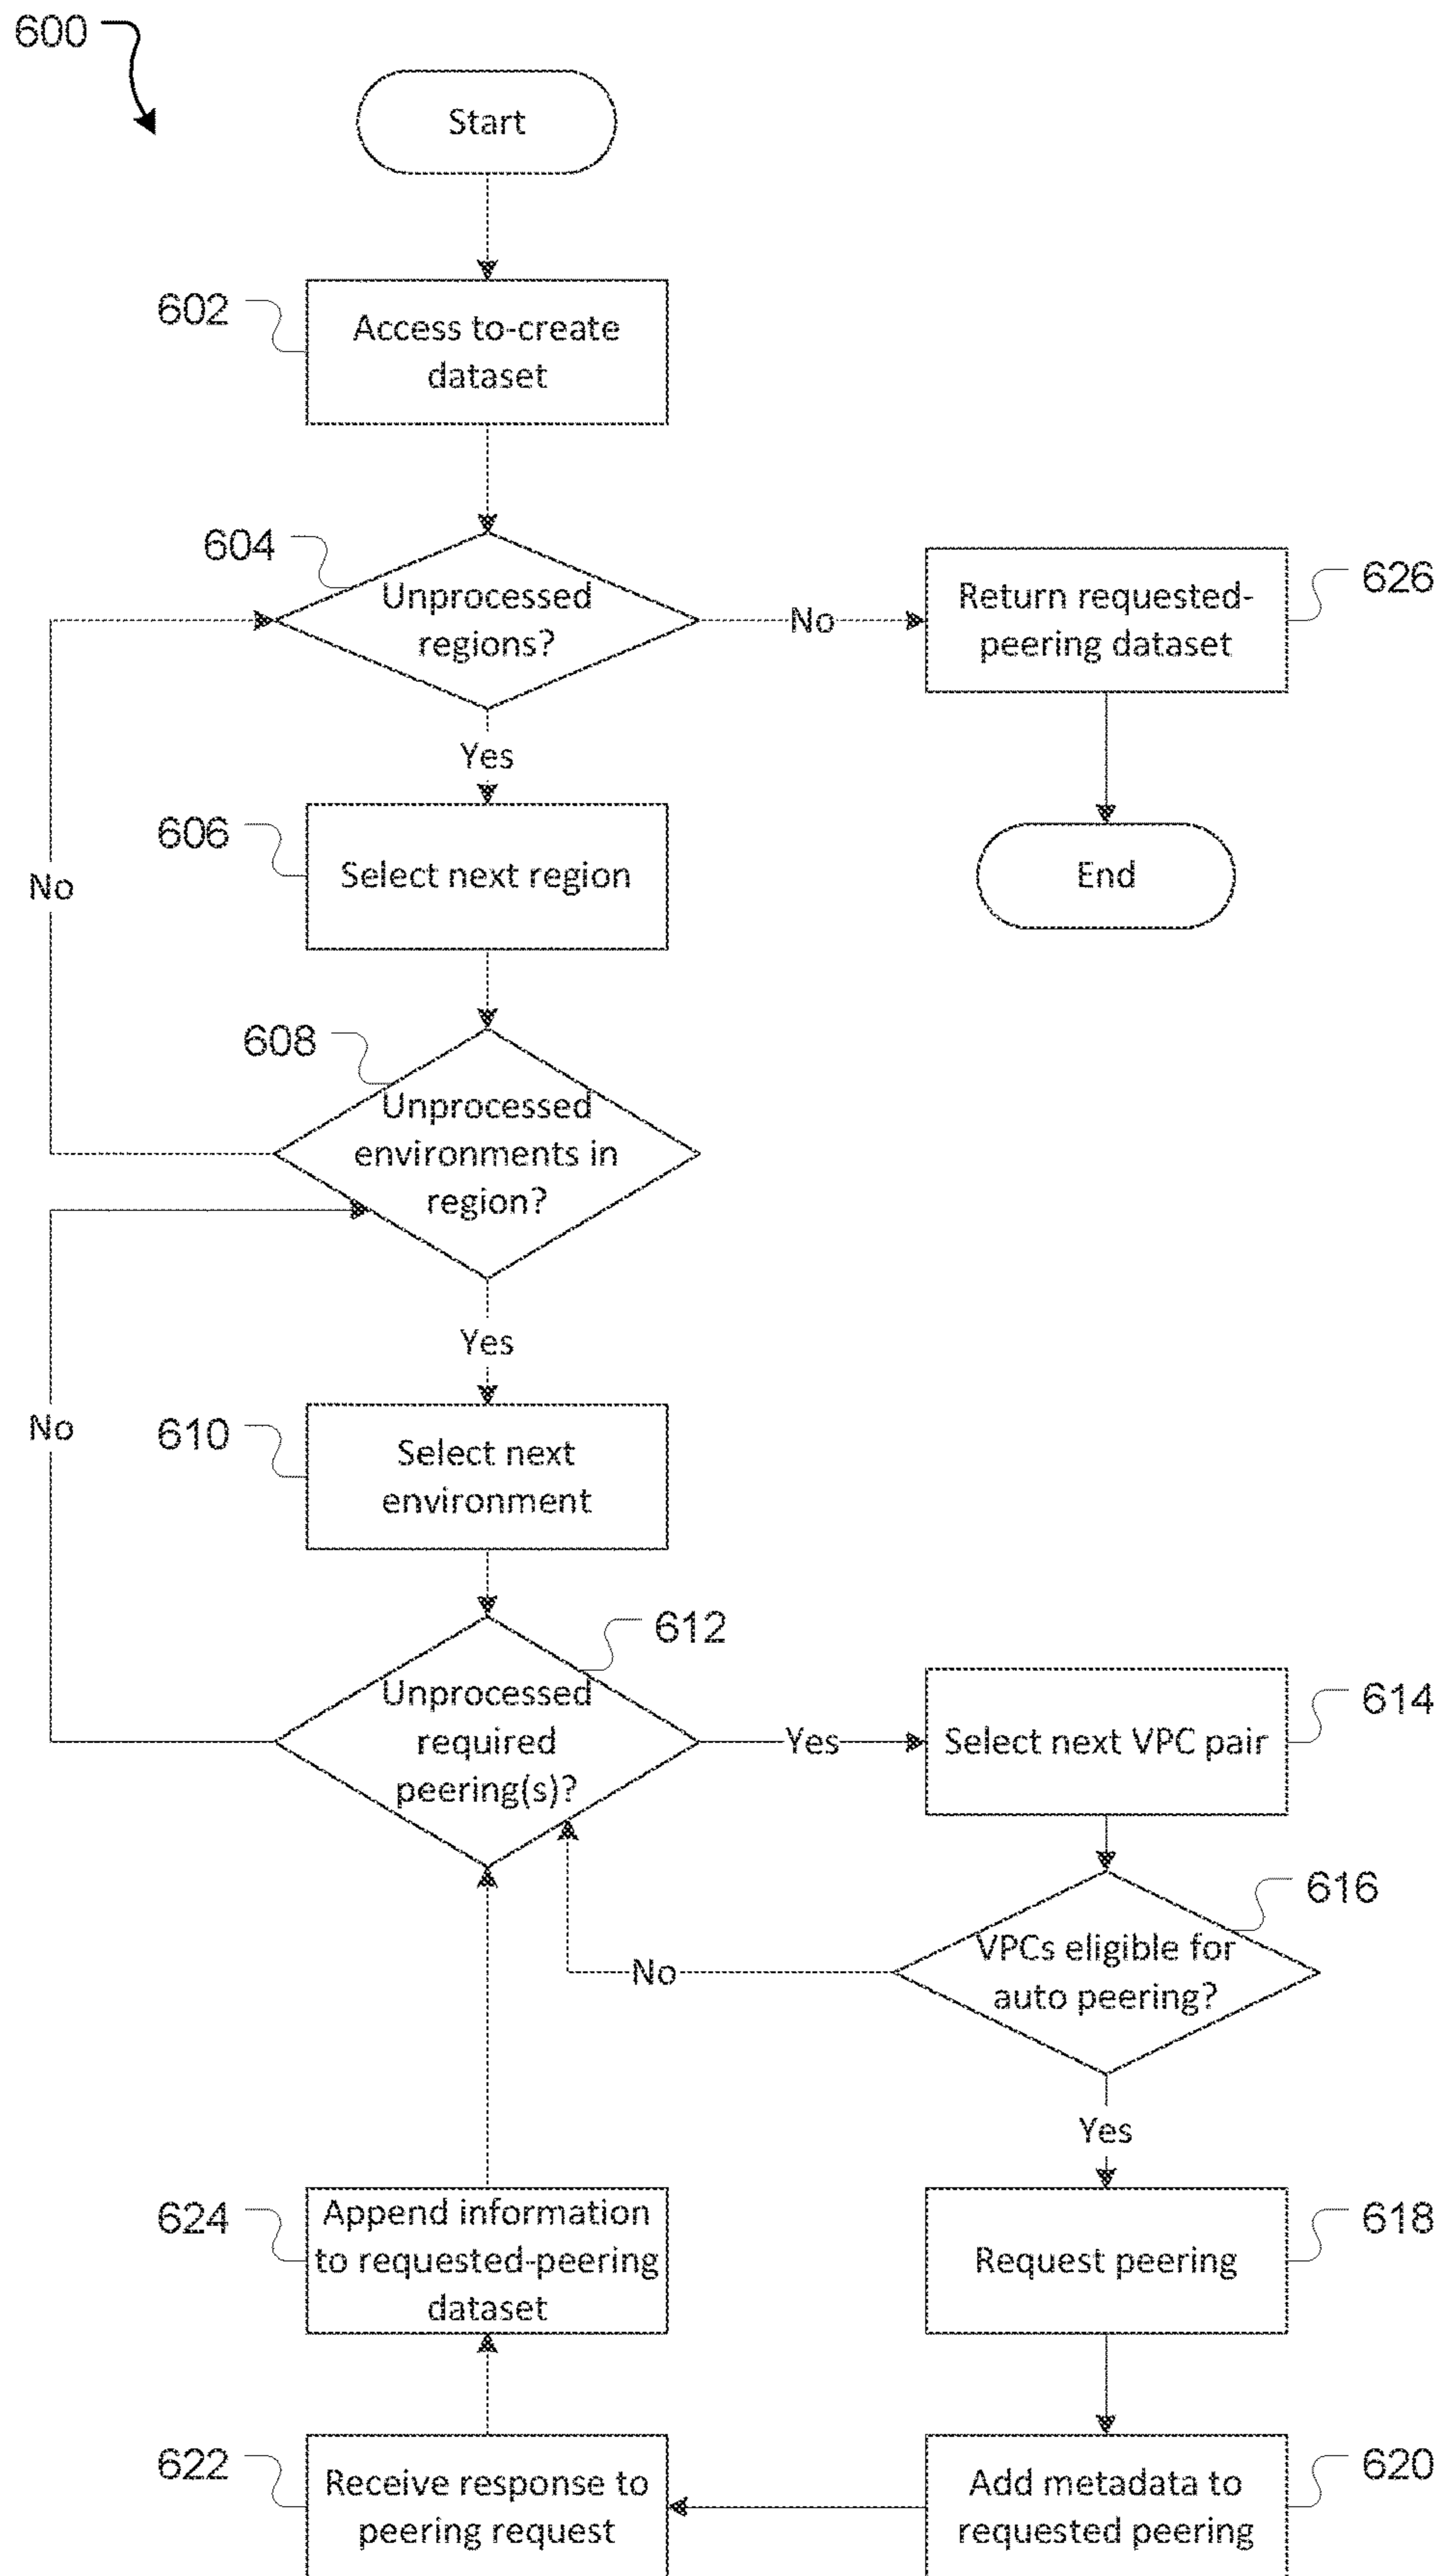 600
Start
602
Access to-create
dataset
604
Unprocessed
regions?
No
Return requested-
peering dataset
626
Yes
606
Select next region
End
No
608
Unprocessed
environments in
region?
Yes
No
610
Select next
environment
612
Unprocessed
required
peering(s)?
Yes
Select next VPC pair
614
616
VPCs eligible for
auto peering?
No
Yes
624
Append information
to requested-peering
dataset
Request peering
618
622
Receive response to
peering request
Add metadata to
requested peering
620